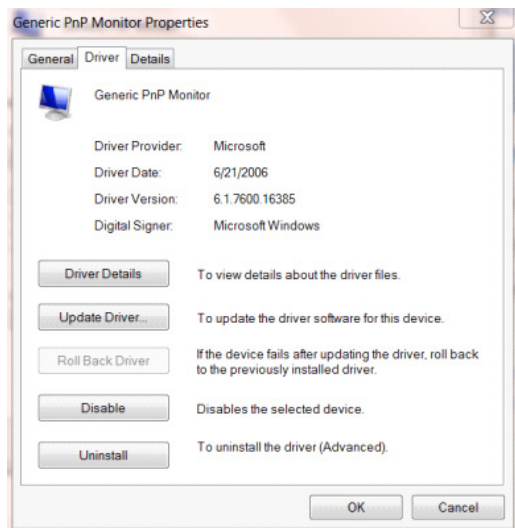 Generic PnP Monitor Properties
General Driver Details
Generic PnP Monitor
Driver Provider: Microsoft
Driver Date: 6/21/2006
Driver Version: 6.1.7600.16385
Digital Signer: Microsoft Windows
Driver Details To view details about the driver files.
Update Driver... To update the driver software for this device.
Roll Back Driver If the device fails after updating the driver, roll back
to the previously installed driver.
Disable Disables the selected device.
Uninstall To uninstall the driver (Advanced).
OK Cancel